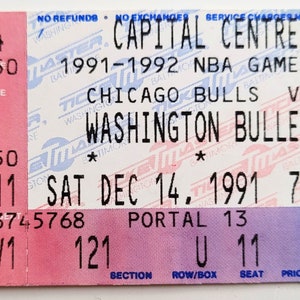 NO REFUNDS • NO EXCHANGES • SERVICE CHARGES
CAPITAL CENTRE
1991-1992 NBA GAME
CHICAGO BULLS V
WASHINGTON BULLE
* *
SAT DEC 14, 1991 7
3745768 PORTAL 13
121 U 11
SECTION ROW/BOX SEAT PRIC